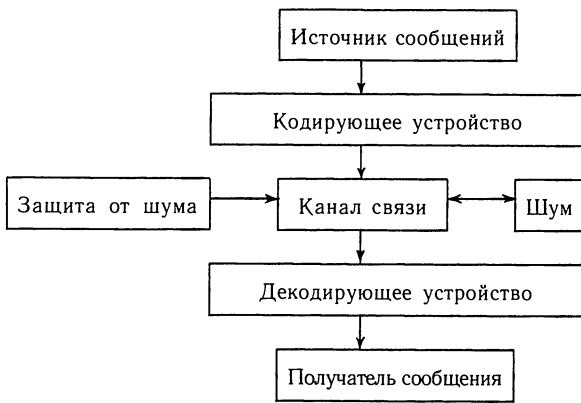 Источник сообщений
Кодирующее устройство
Защита от шума
Канал связи
Шум
Декодирующее устройство
Получатель сообщения